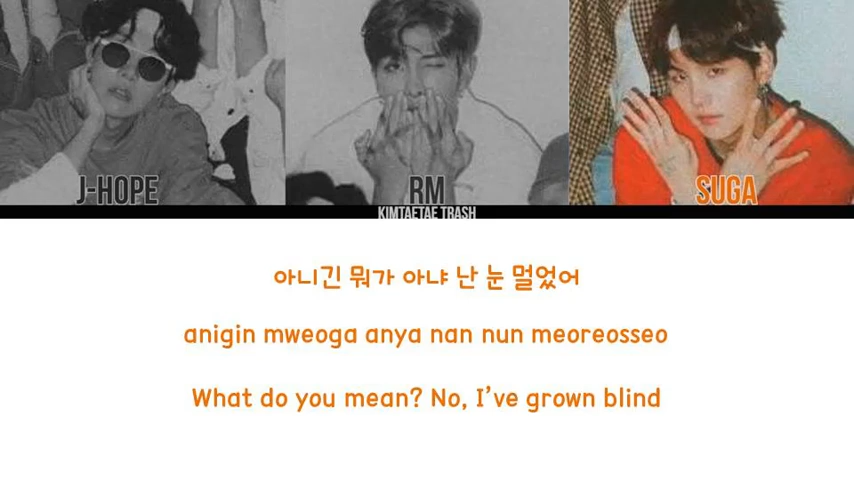 J-HOPE RM SUGA
KIMTAETAE TRASH
아니긴 뭐가 아냐 난 눈 멀었어
anigin mweoga anya nan nun meoreosseo
What do you mean? No, I’ve grown blind